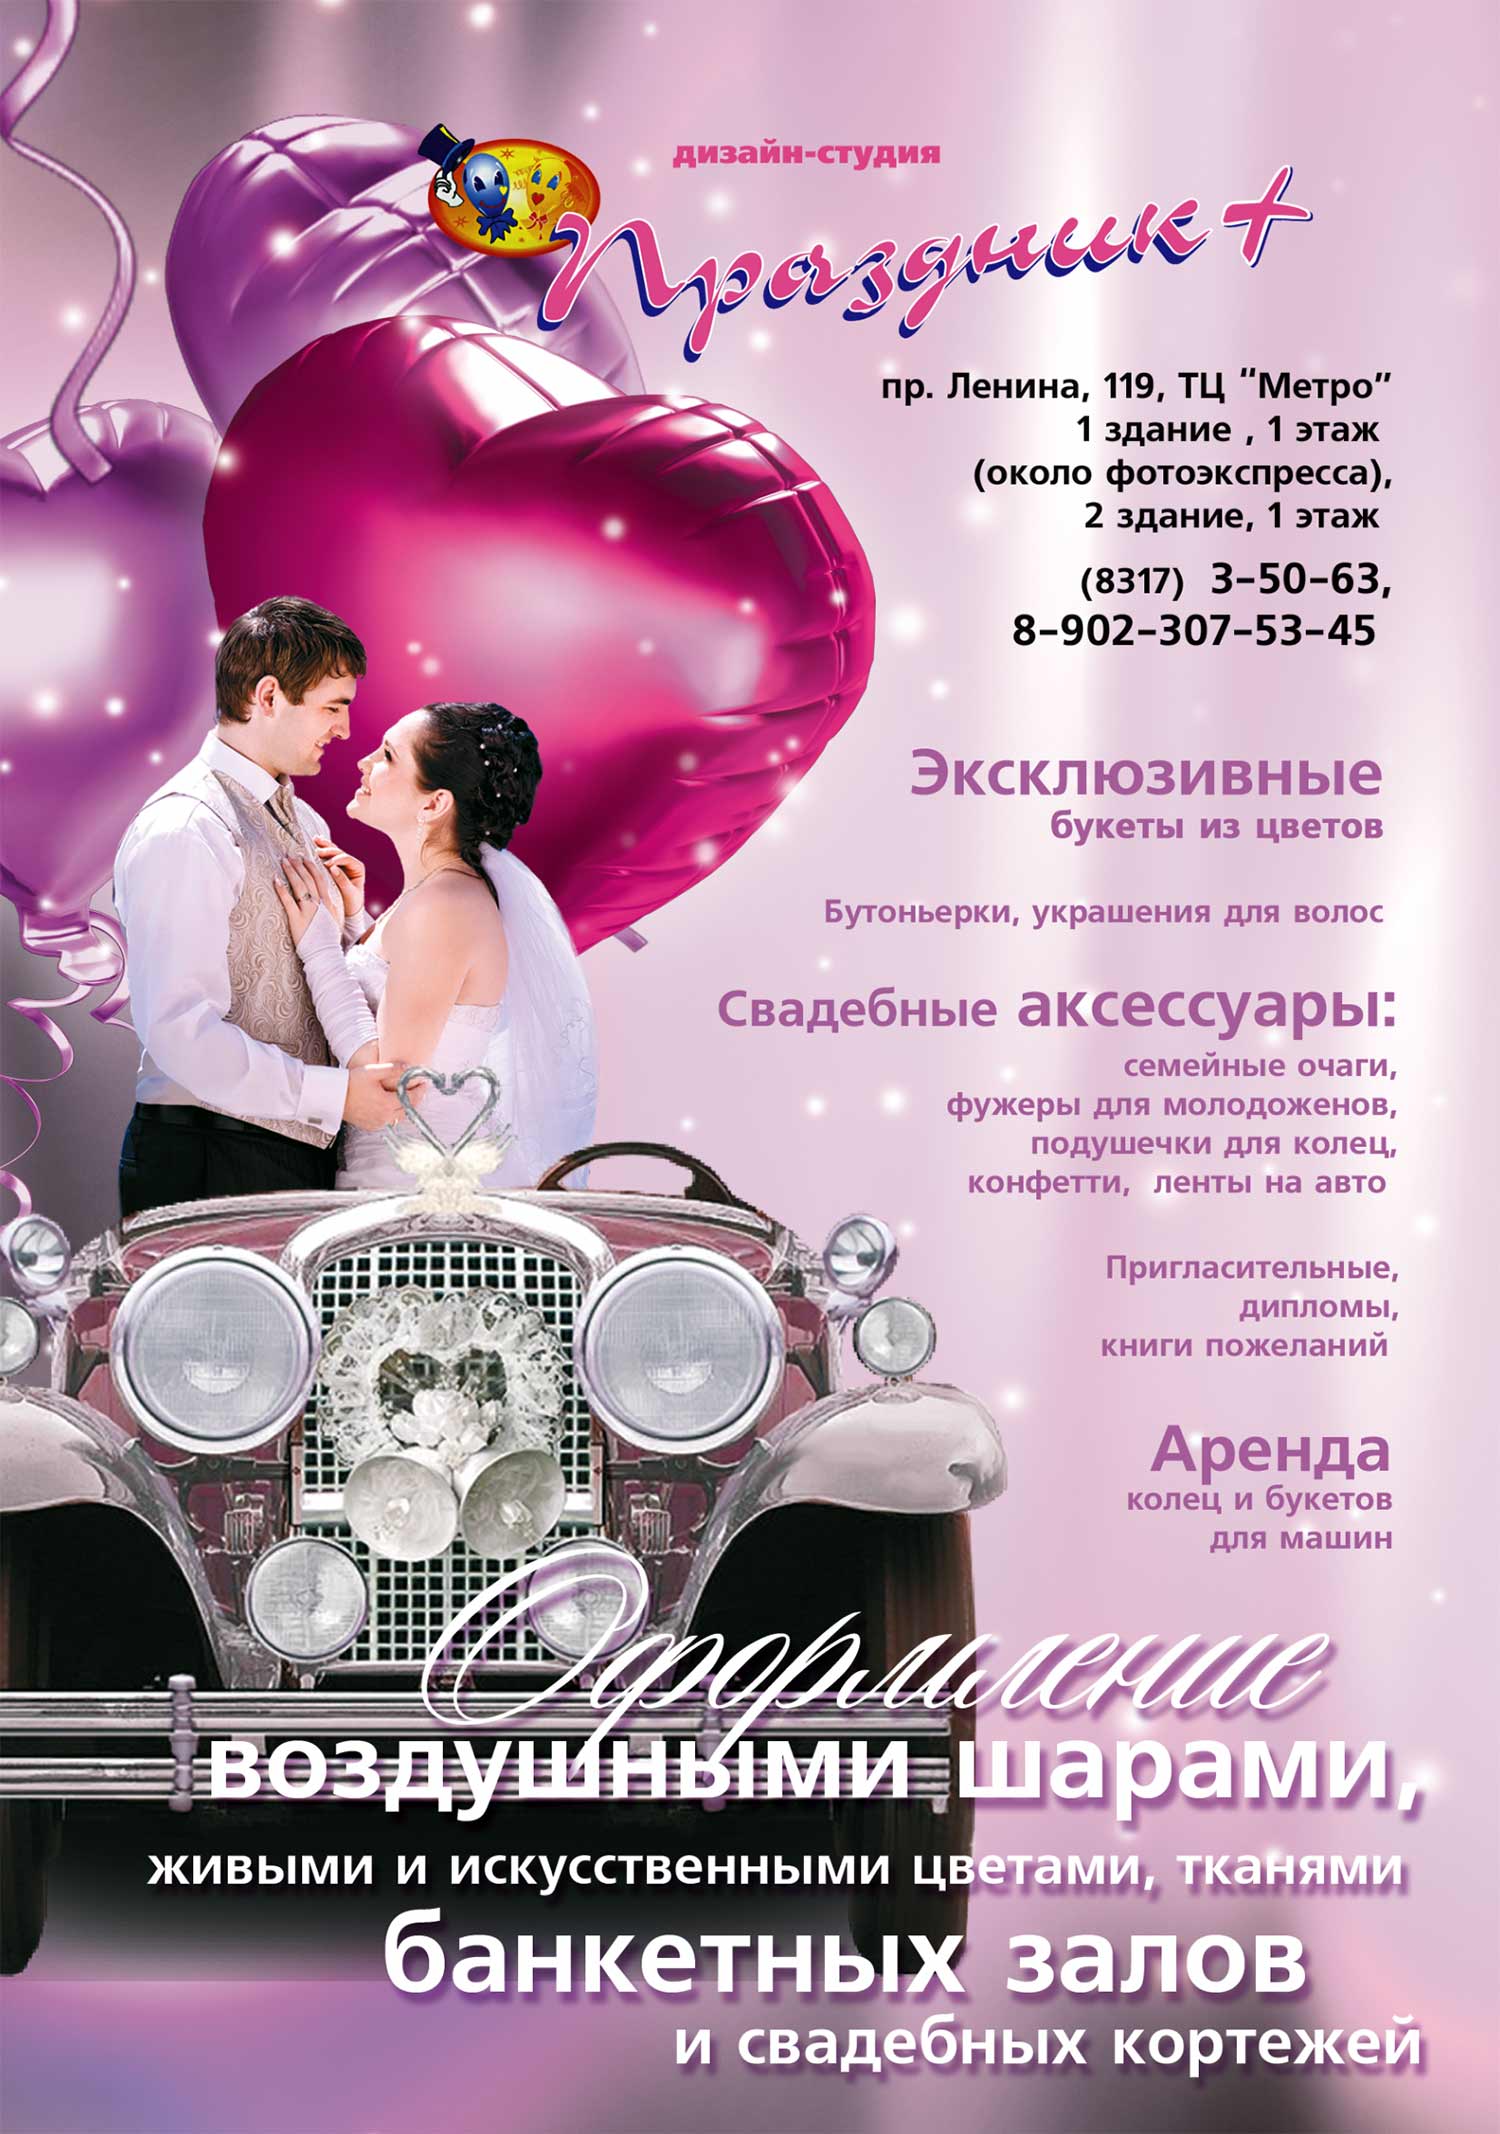 дизайн-студия
Праздник+
пр. Ленина, 119, ТЦ “Метро”
1 здание , 1 этаж
(около фотоэкспресса),
2 здание, 1 этаж
(8317) 3-50-63,
8-902-307-53-45
Эксклюзивные
букеты из цветов
Бутоньерки, украшения для волос
Свадебные аксессуары:
семейные очаги,
фужеры для молодоженов,
подушечки для колец,
конфетти, ленты на авто
Пригласительные,
дипломы,
книги пожеланий
Аренда
колец и букетов
для машин
Оформление
воздушными шарами,
живыми и искусственными цветами, тканями
банкетных залов
и свадебных кортежей